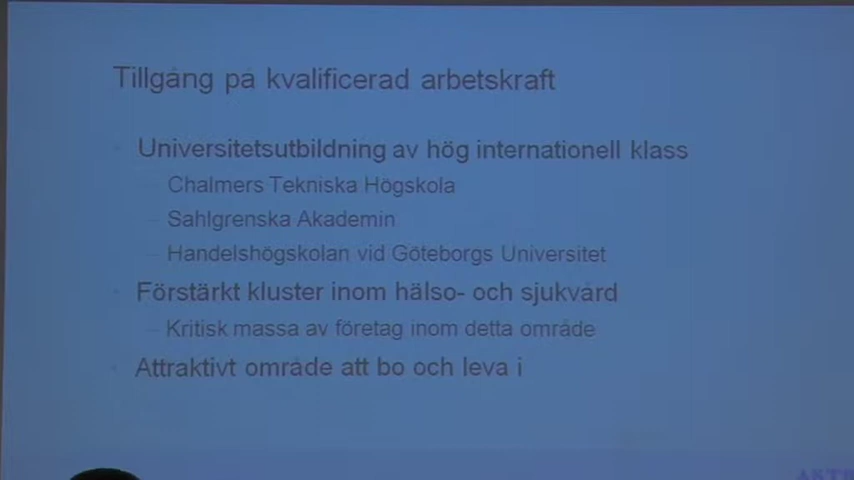 Tillgång på kvalificerad arbetskraft
Universitetsutbildning av hög internationell klass
– Chalmers Tekniska Högskola
– Sahlgrenska Akademin
– Handelshögskolan vid Göteborgs Universitet
Förstärkt kluster inom hälso- och sjukvård
– Kritisk massa av företag inom detta område
Attraktivt område att bo och leva i